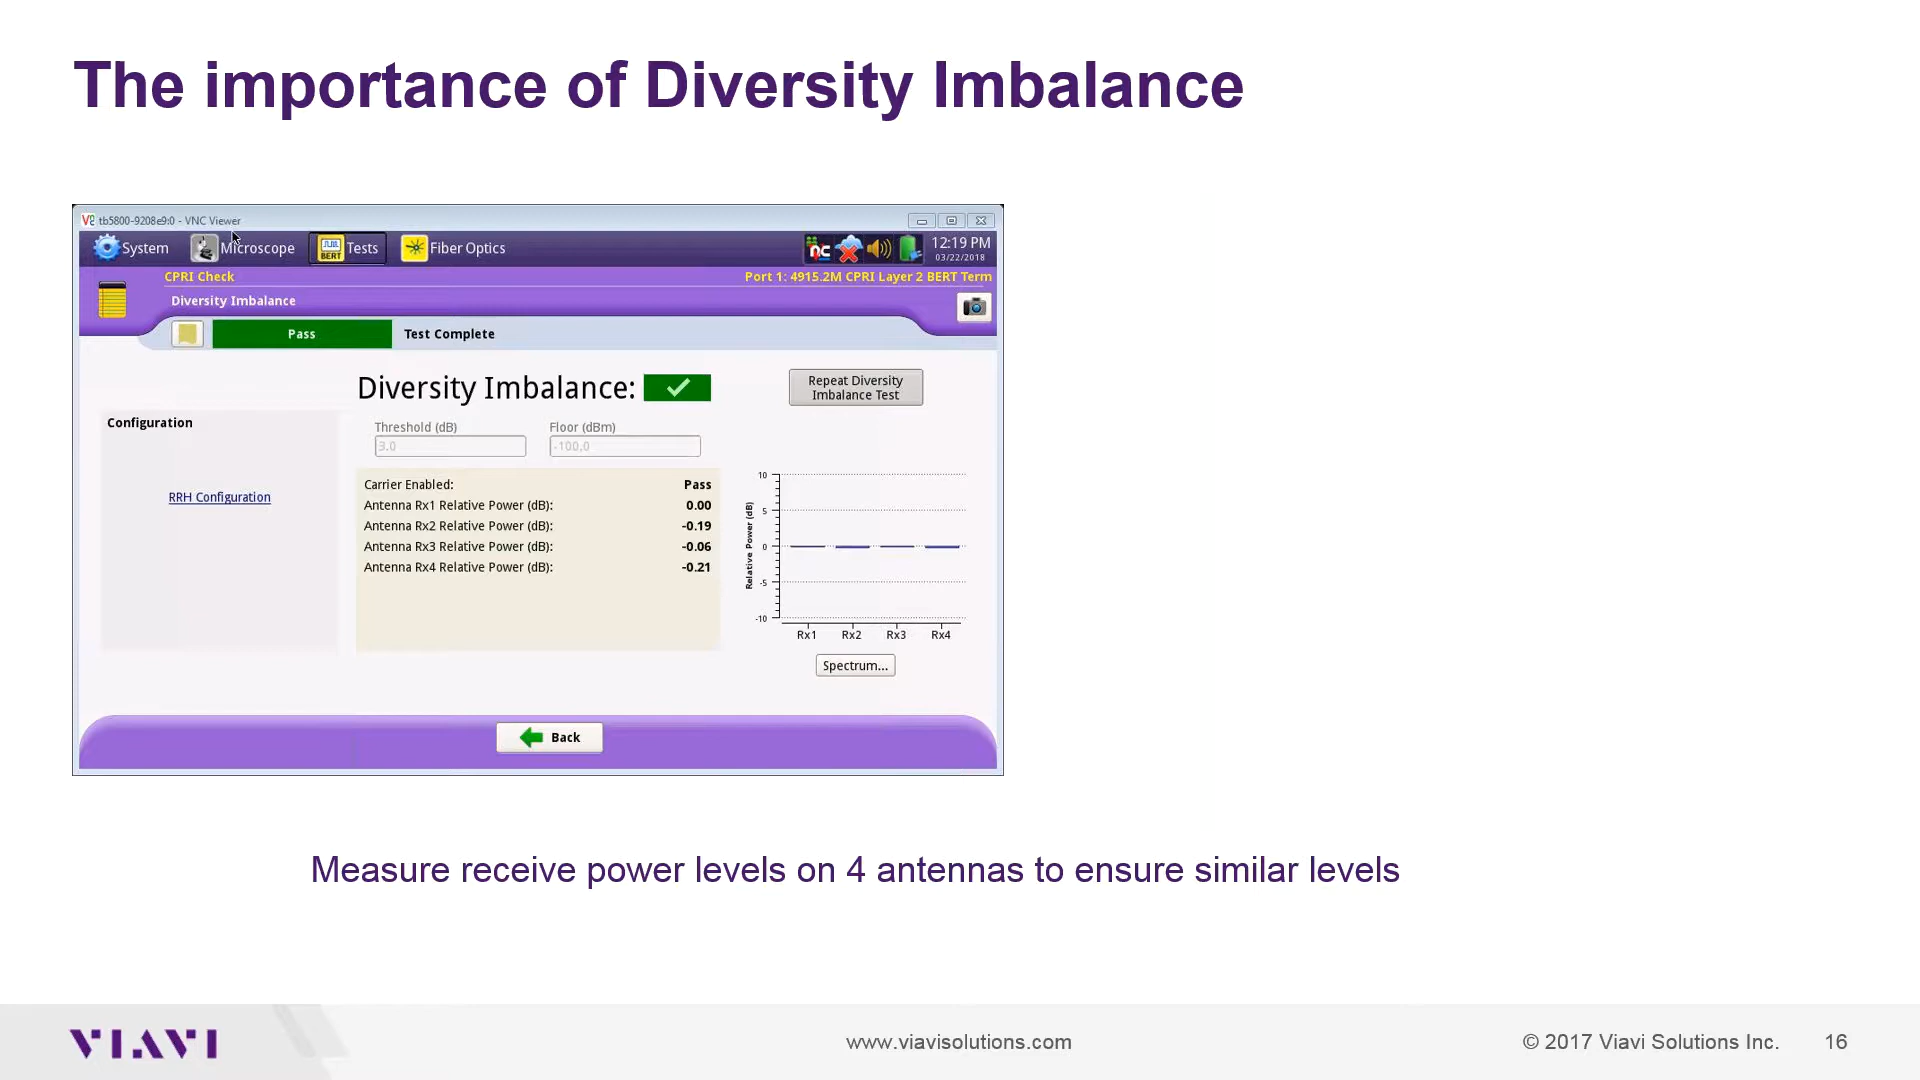 The importance of Diversity Imbalance
tb5800-9208e9:0 - VNC Viewer
System
Microscope
BERT
Tests
Fiber Optics
12:19 PM
03/22/2018
CPRI Check
Port 1: 4915.2M CPRI Layer 2 BERT Term
Diversity Imbalance
Pass
Test Complete
Diversity Imbalance:
Repeat Diversity
Imbalance Test
Configuration
RRH Configuration
Threshold (dB)
Floor (dBm)
3.0
-100.0
Carrier Enabled: Pass
Antenna Rx1 Relative Power (dB): 0.00
Antenna Rx2 Relative Power (dB): -0.19
Antenna Rx3 Relative Power (dB): -0.06
Antenna Rx4 Relative Power (dB): -0.21
Relative Power (dB)
10
5
0
-5
-10
Rx1 Rx2 Rx3 Rx4
Spectrum...
Back
Measure receive power levels on 4 antennas to ensure similar levels
VIAVI
www.viavisolutions.com
© 2017 Viavi Solutions Inc.
16